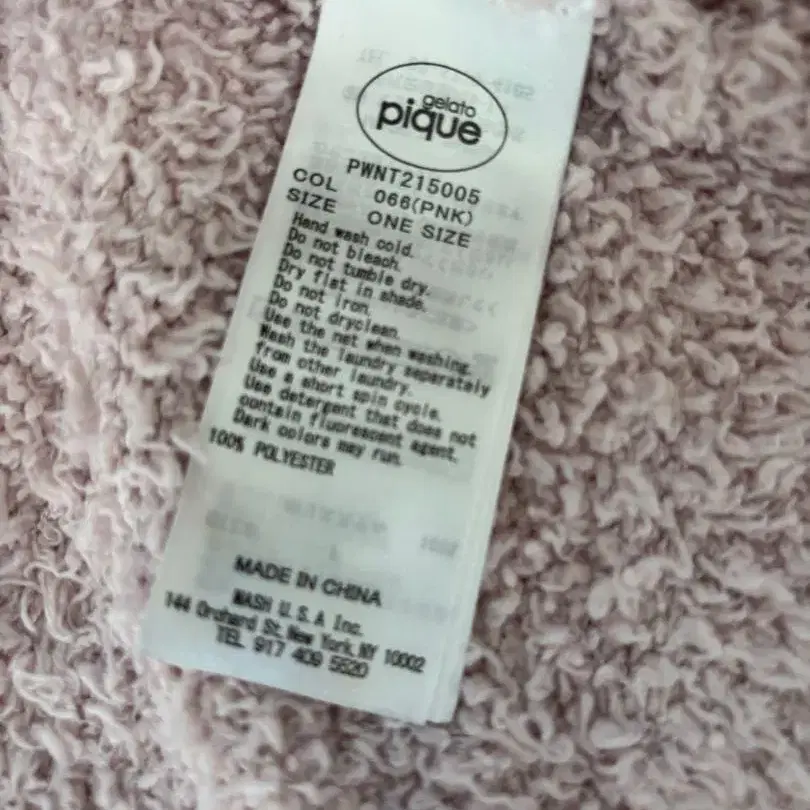 gelato
pique
PWNT215005
COL 066(PNK)
SIZE ONE SIZE
Hand wash cold.
Do not bleach.
Do not tumble dry.
Dry flat in shade.
Do not iron.
Do not dryclean.
Use the net when washing.
Wash the laundry separately
from other laundry.
Use a short spin cycle.
Use detergent that does not
contain fluorescent agent.
Dark colors may run.
100% POLYESTER
MADE IN CHINA
MASH U.S.A Inc.
144 Orchard St, New York, NY 10002
TEL 917 409 5520